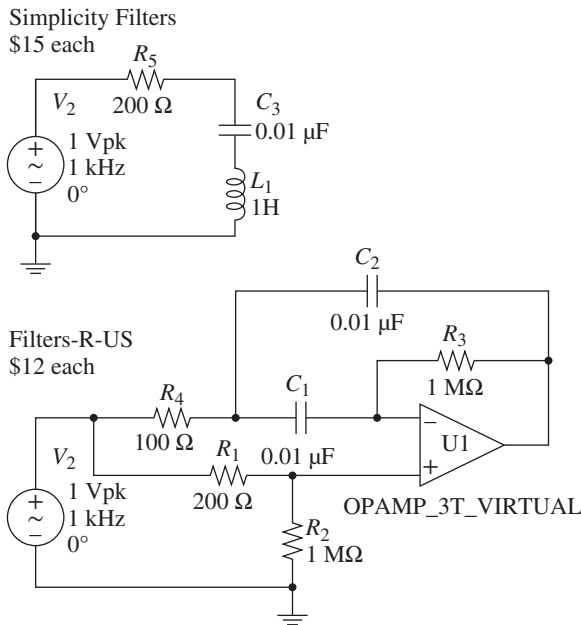 Simplicity Filters
$15 each
R5
200 Ω
V2
1 Vpk
1 kHz
0°
+
~
−
C3
0.01 μF
L1
1H
C2
0.01 μF
Filters-R-US
$12 each
R3
1 MΩ
R4
100 Ω
C1
0.01 μF
−
U1
+
R1
200 Ω
V2
1 Vpk
1 kHz
0°
+
~
−
OPAMP_3T_VIRTUAL
R2
1 MΩ